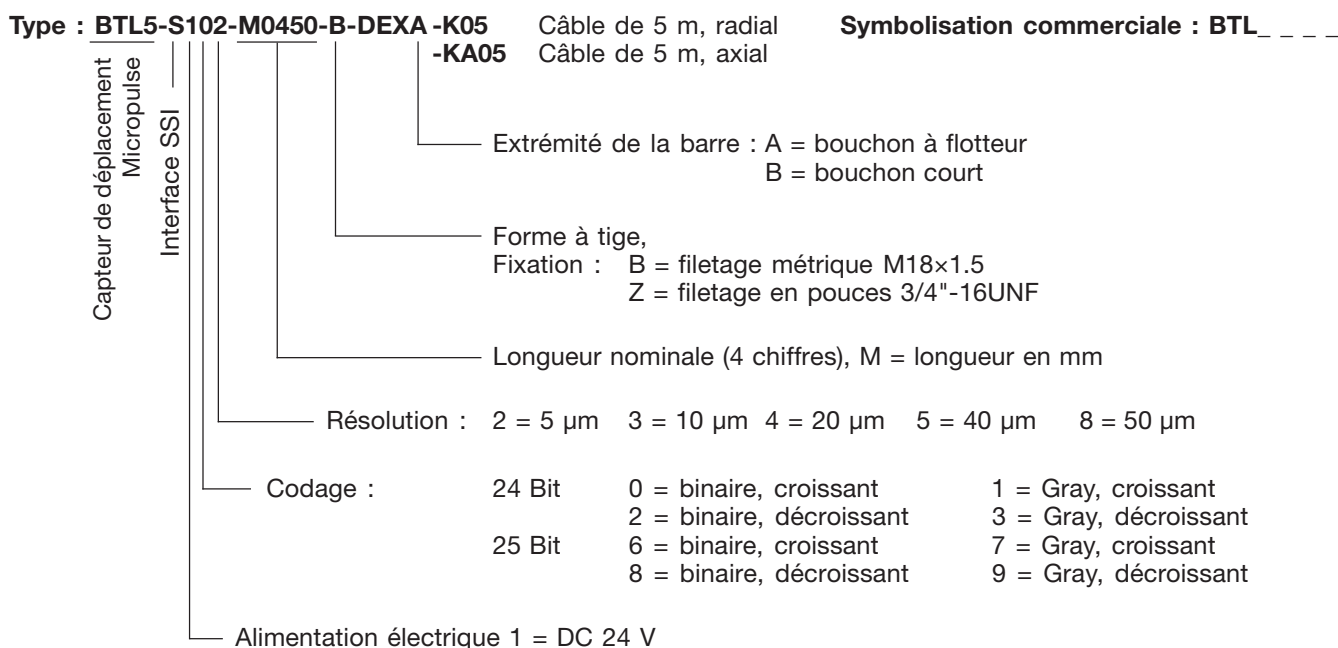 Type : BTL5-S102-M0450-B-DEXA -K05 Câble de 5 m, radial Symbolisation commerciale : BTL_ _ _ _
-KA05 Câble de 5 m, axial
Capteur de déplacement
Micropulse
Interface SSI
Extrémité de la barre : A = bouchon à flotteur
B = bouchon court
Forme à tige,
Fixation : B = filetage métrique M18×1.5
Z = filetage en pouces 3/4"-16UNF
Longueur nominale (4 chiffres), M = longueur en mm
Résolution : 2 = 5 µm 3 = 10 µm 4 = 20 µm 5 = 40 µm 8 = 50 µm
Codage : 24 Bit 0 = binaire, croissant 1 = Gray, croissant
2 = binaire, décroissant 3 = Gray, décroissant
25 Bit 6 = binaire, croissant 7 = Gray, croissant
8 = binaire, décroissant 9 = Gray, décroissant
Alimentation électrique 1 = DC 24 V